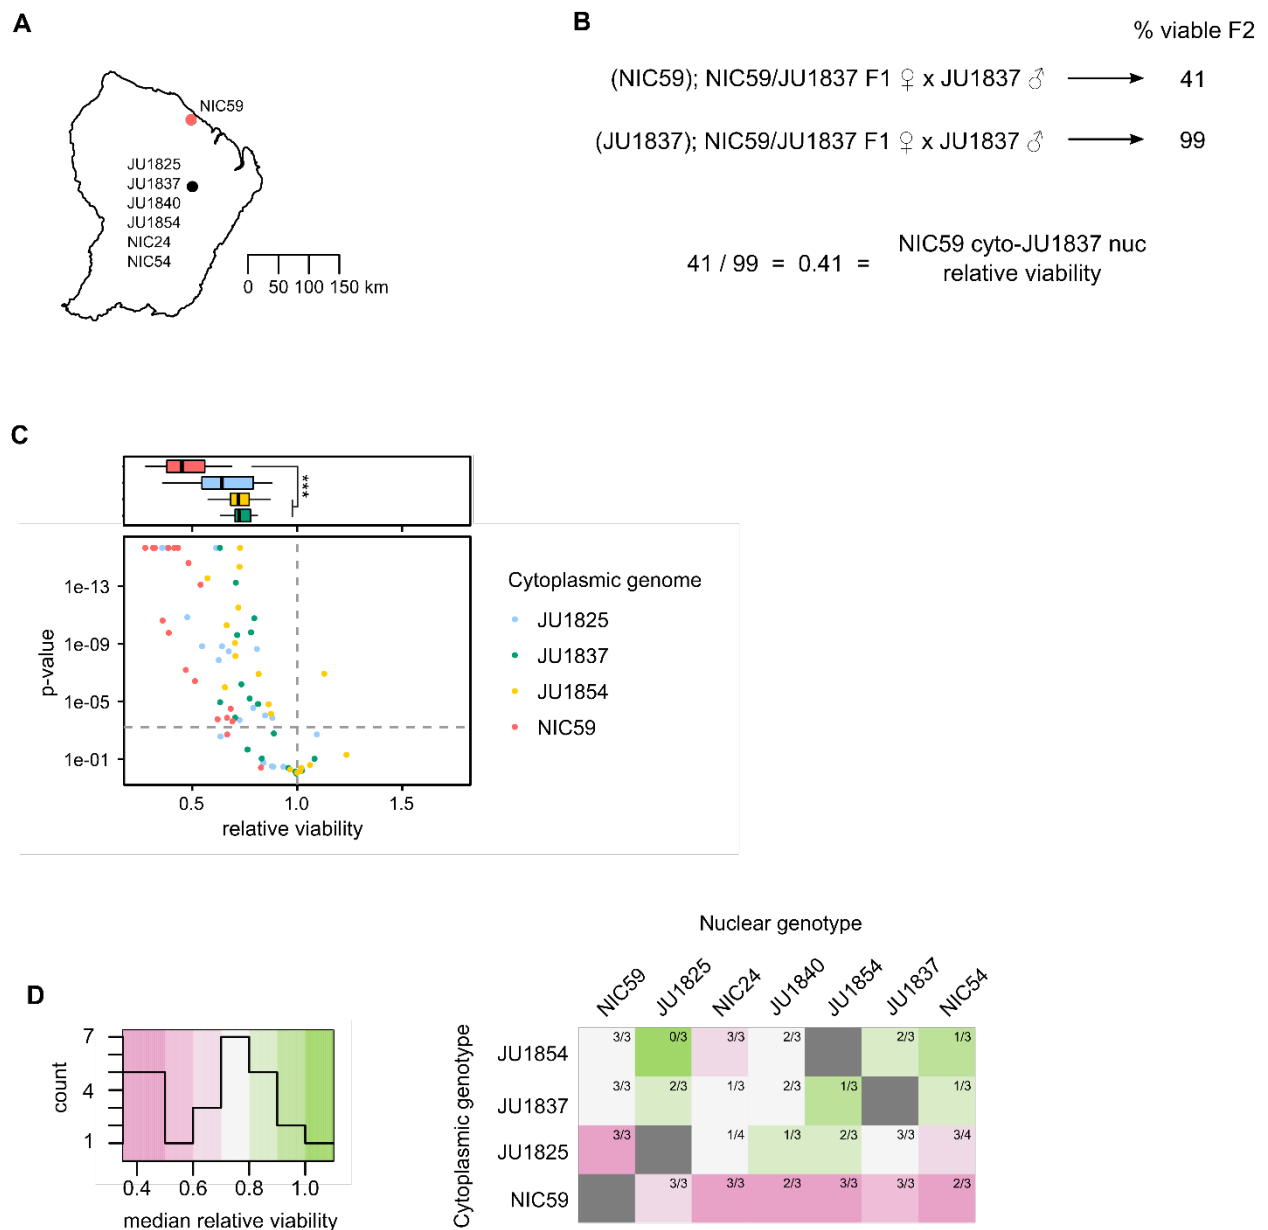 A
NIC59
JU1825
JU1837
JU1840
JU1854
NIC24
NIC54
0 50 100 150 km
B
% viable F2
(NIC59); NIC59/JU1837 F1 ♀ x JU1837 ♂ 41
(JU1837); NIC59/JU1837 F1 ♀ x JU1837 ♂ 99
41 / 99 = 0.41 = NIC59 cyto-JU1837 nuc
relative viability
C
***
1e-13
1e-09
1e-05
1e-01
p-value
0.5 1.0 1.5
relative viability
Cytoplasmic genome
JU1825
JU1837
JU1854
NIC59
D
7
4
1
count
0.4 0.6 0.8 1.0
median relative viability
Nuclear genotype
NIC59 JU1825 NIC24 JU1840 JU1854 JU1837 NIC54
Cytoplasmic genotype
JU1854 3/3 0/3 3/3 2/3 2/3 1/3
JU1837 3/3 2/3 1/3 2/3 1/3 1/3
JU1825 3/3 1/4 1/3 2/3 3/3 3/4
NIC59 3/3 3/3 2/3 3/3 3/3 2/3